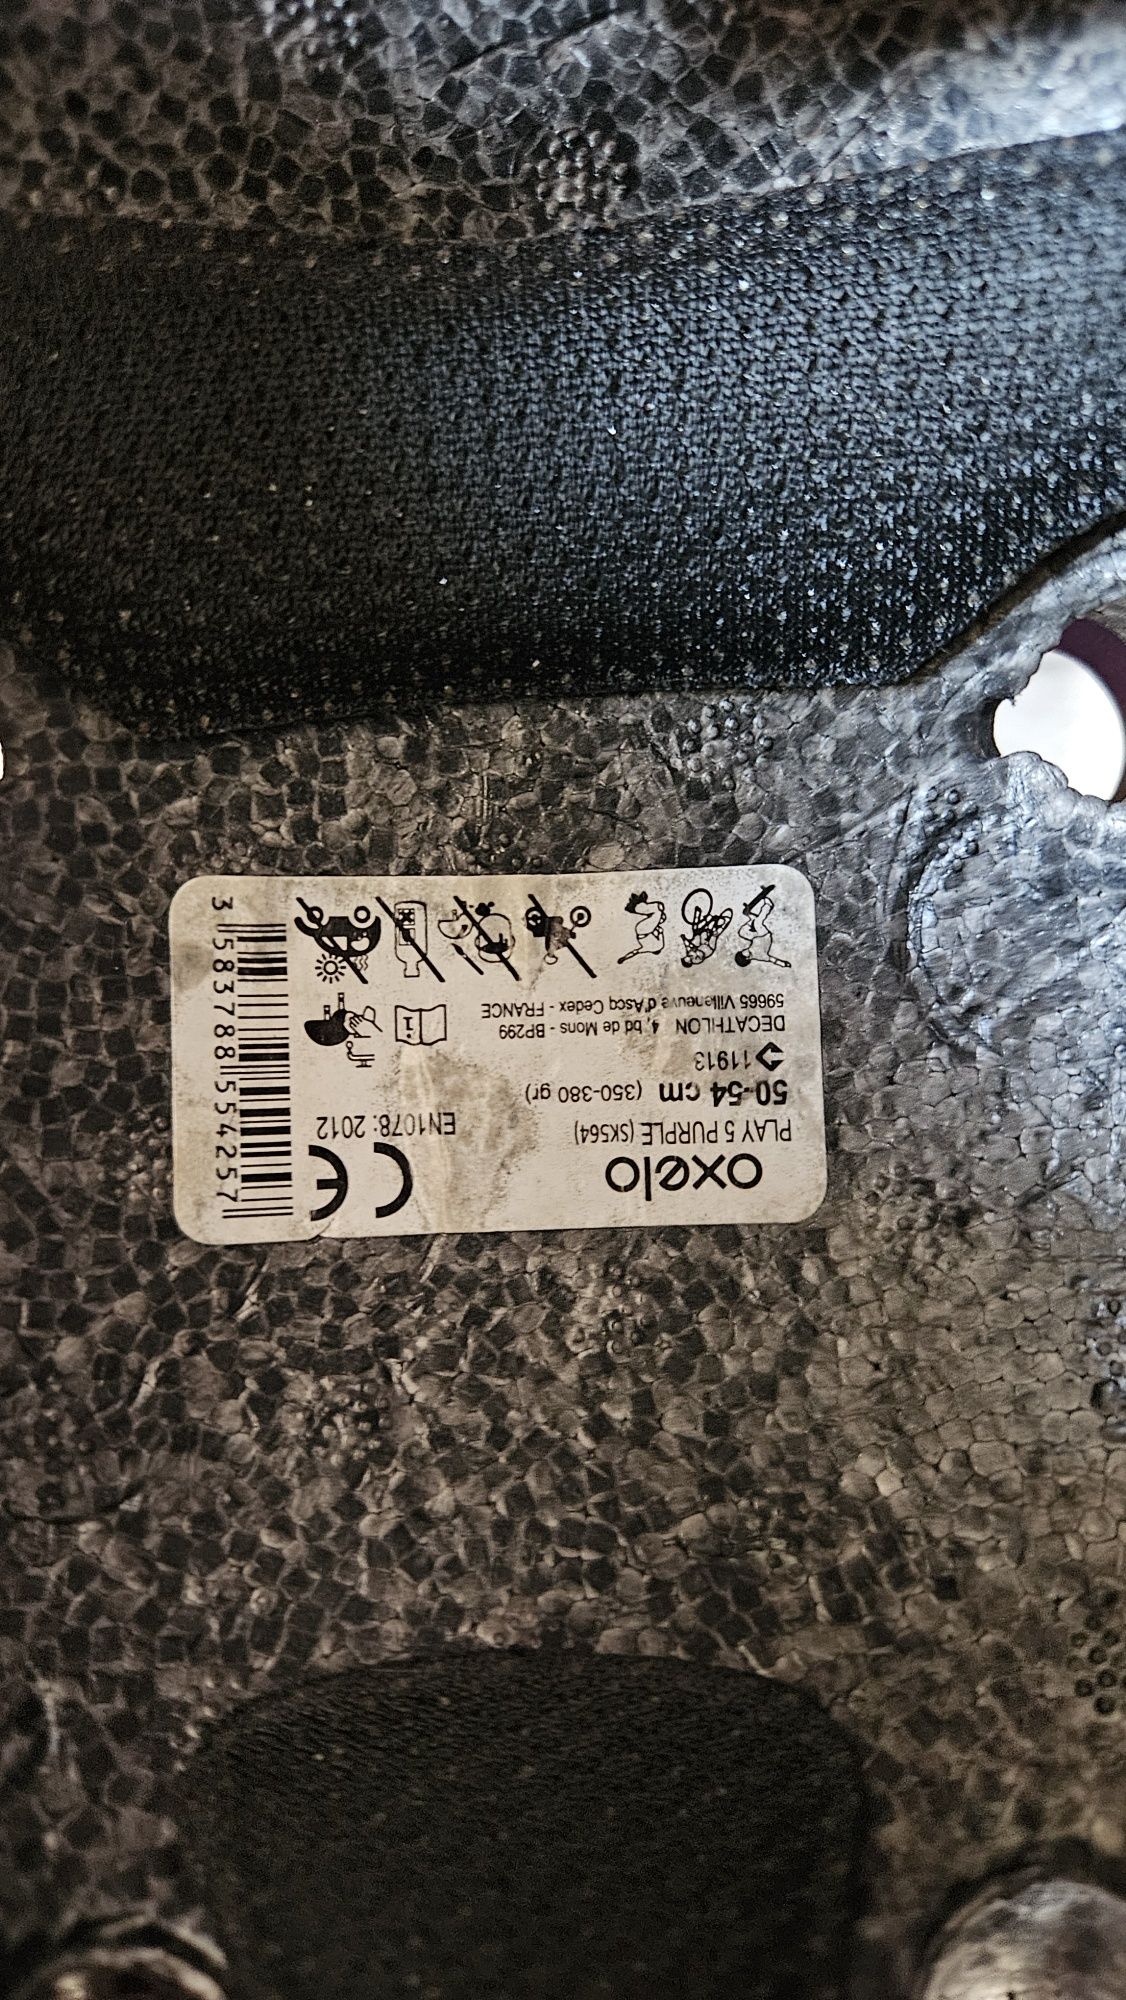 oxelo
PLAY 5 PURPLE (SK564)
50-54 cm (350-380 gr)
11913
DECATHLON 4, bd de Mons - BP299
59665 Villeneuve d'Ascq Cedex - FRANCE
CE
EN1078: 2012
3 583788 554257